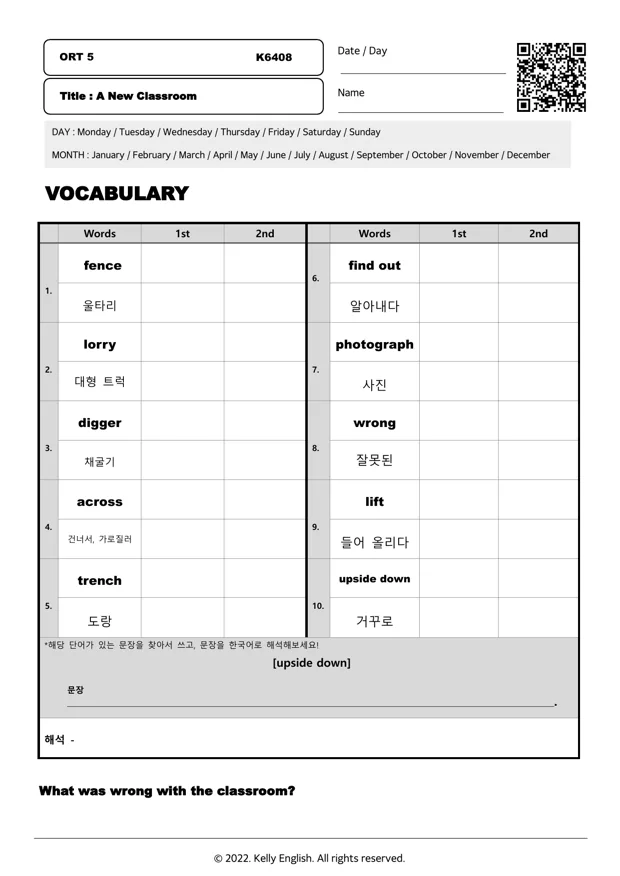 ORT 5 K6408
Date / Day
Title : A New Classroom
Name
DAY : Monday / Tuesday / Wednesday / Thursday / Friday / Saturday / Sunday
MONTH : January / February / March / April / May / June / July / August / September / October / November / December
VOCABULARY
Words 1st 2nd Words 1st 2nd
1. fence 6. find out
울타리 알아내다
2. lorry 7. photograph
대형 트럭 사진
3. digger 8. wrong
채굴기 잘못된
4. across 9. lift
건너서, 가로질러 들어 올리다
5. trench 10. upside down
도랑 거꾸로
*해당 단어가 있는 문장을 찾아서 쓰고, 문장을 한국어로 해석해보세요!
[upside down]
문장
.
해석 -
What was wrong with the classroom?
© 2022. Kelly English. All rights reserved.